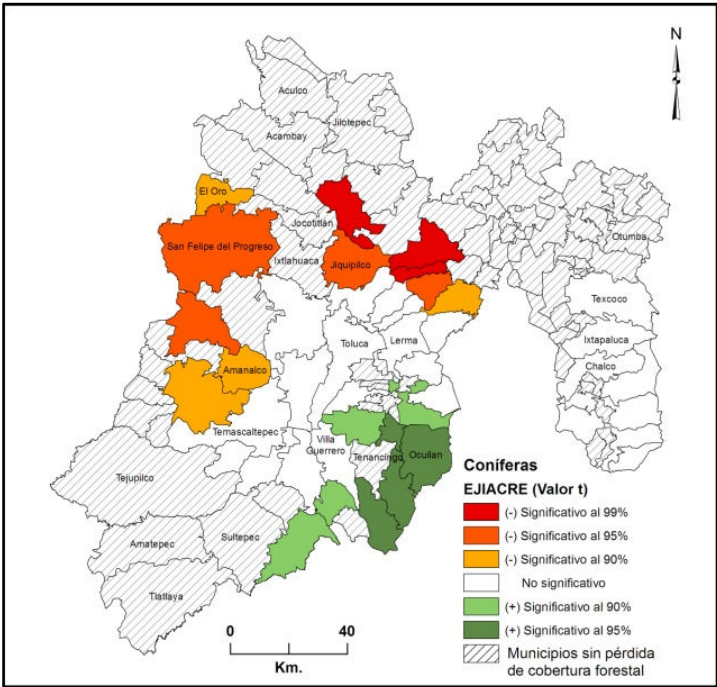 N
Aculco
Jilotepec
Acambay
El Oro
Jocotitlán
San Felipe del Progreso
Ixtlahuaca
Jiquipilco
Otumba
Texcoco
Toluca
Lerma
Ixtapaluca
Chalco
Amanalco
Temascaltepec
Villa
Guerrero
Tenancingo
Ocuilan
Tejupilco
Sultepec
Amatepec
Tlatlaya
0 40
Km.
Coníferas
EJIACRE (Valor t)
(-) Significativo al 99%
(-) Significativo al 95%
(-) Significativo al 90%
No significativo
(+) Significativo al 90%
(+) Significativo al 95%
Municipios sin pérdida
de cobertura forestal